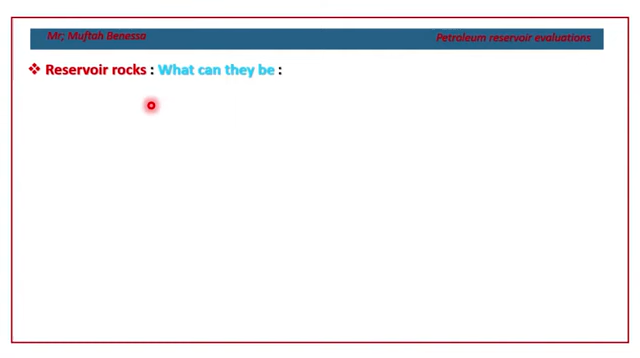 Mr; Muftah Benessa
Petroleum reservoir evaluations
❖ Reservoir rocks : What can they be :